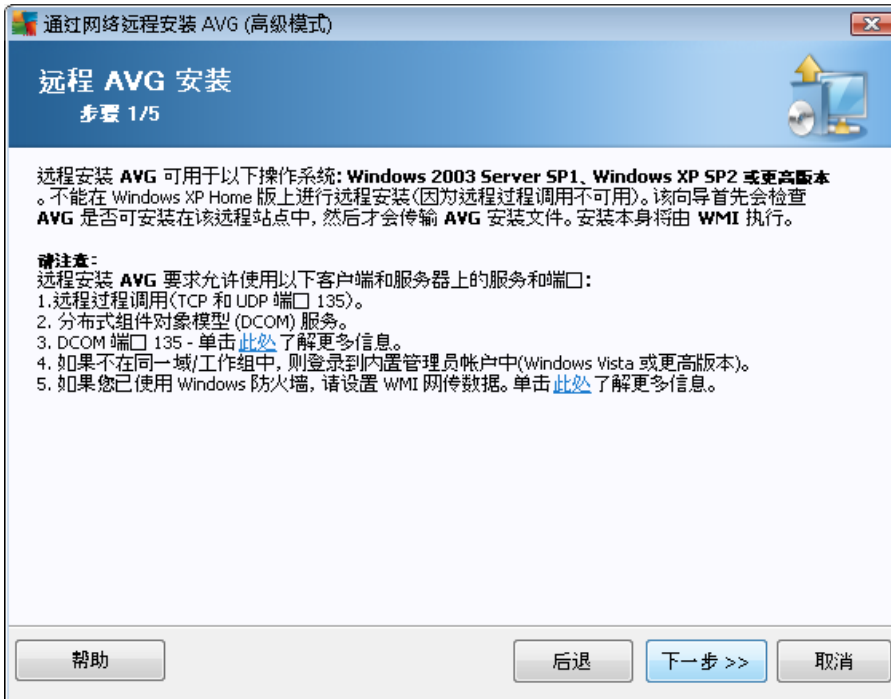 通过网络远程安装 AVG (高级模式)
远程 AVG 安装
步骤 1/5
远程安装 AVG 可用于以下操作系统: Windows 2003 Server SP1、Windows XP SP2 或更高版本
。不能在 Windows XP Home 版上进行远程安装(因为远程过程调用不可用)。该向导首先会检查
AVG 是否可安装在该远程站点中, 然后才会传输 AVG 安装文件。安装本身将由 WMI 执行。
请注意:
远程安装 AVG 要求允许使用以下客户端和服务器上的服务和端口:
1.远程过程调用(TCP 和 UDP 端口 135)。
2. 分布式组件对象模型 (DCOM) 服务。
3. DCOM 端口 135 - 单击此处了解更多信息。
4. 如果不在同一域/工作组中, 则登录到内置管理员帐户中(Windows Vista 或更高版本)。
5. 如果您已使用 Windows 防火墙, 请设置 WMI 网传数据。单击此处了解更多信息。
帮助
后退
下一步 >>
取消